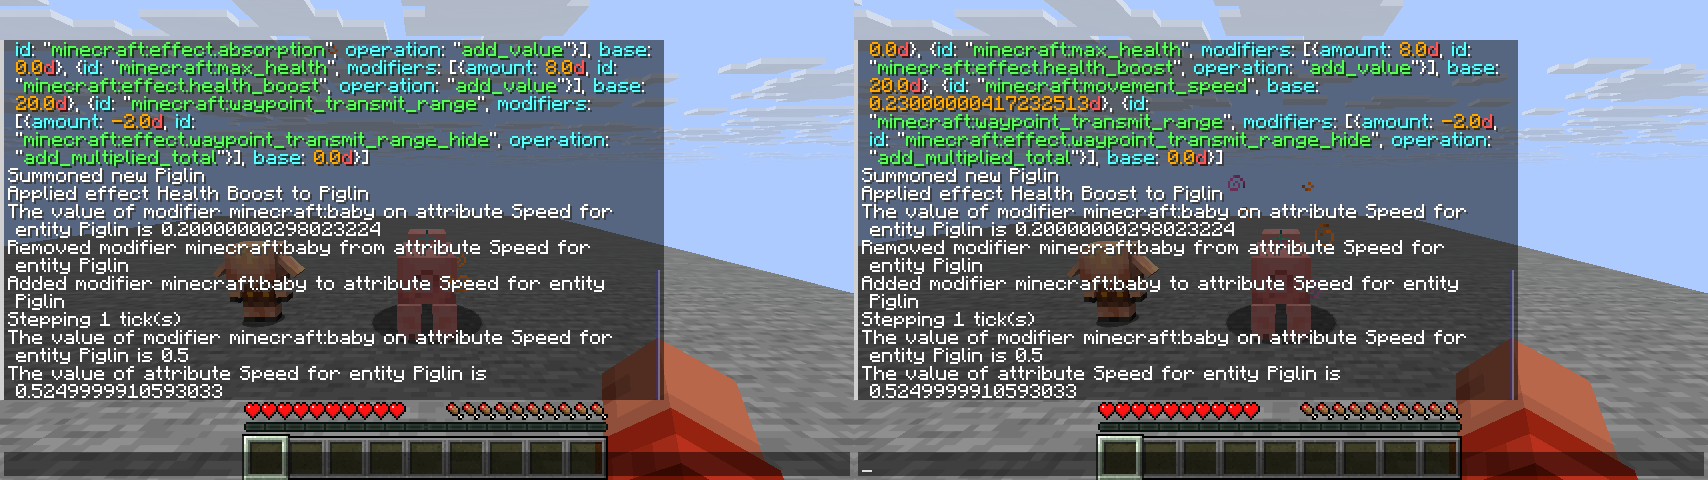 id: "minecraft:effect.absorption", operation: "add_value"}], base:
0.0d}, {id: "minecraft:max_health", modifiers: [{amount: 8.0d, id:
"minecraft:effect.health_boost", operation: "add_value"}], base:
20.0d}, {id: "minecraft:waypoint_transmit_range", modifiers:
[{amount: -2.0d, id:
"minecraft:effect.waypoint_transmit_range_hide", operation:
"add_multiplied_total"}], base: 0.0d}]
Summoned new Piglin
Applied effect Health Boost to Piglin
The value of modifier minecraft:baby on attribute Speed for
entity Piglin is 0.20000000298023224
Removed modifier minecraft:baby from attribute Speed for
entity Piglin
Added modifier minecraft:baby to attribute Speed for entity
Piglin
Stepping 1 tick(s)
The value of modifier minecraft:baby on attribute Speed for
entity Piglin is 0.5
The value of attribute Speed for entity Piglin is
0.52499999910593033
0.0d}, {id: "minecraft:max_health", modifiers: [{amount: 8.0d, id:
"minecraft:effect.health_boost", operation: "add_value"}], base:
20.0d}, {id: "minecraft:movement_speed", base:
0.23000000417232513d}, {id:
"minecraft:waypoint_transmit_range", modifiers: [{amount: -2.0d,
id: "minecraft:effect.waypoint_transmit_range_hide", operation:
"add_multiplied_total"}], base: 0.0d}]
Summoned new Piglin
Applied effect Health Boost to Piglin
The value of modifier minecraft:baby on attribute Speed for
entity Piglin is 0.20000000298023224
Removed modifier minecraft:baby from attribute Speed for
entity Piglin
Added modifier minecraft:baby to attribute Speed for entity
Piglin
Stepping 1 tick(s)
The value of modifier minecraft:baby on attribute Speed for
entity Piglin is 0.5
The value of attribute Speed for entity Piglin is
0.52499999910593033
_